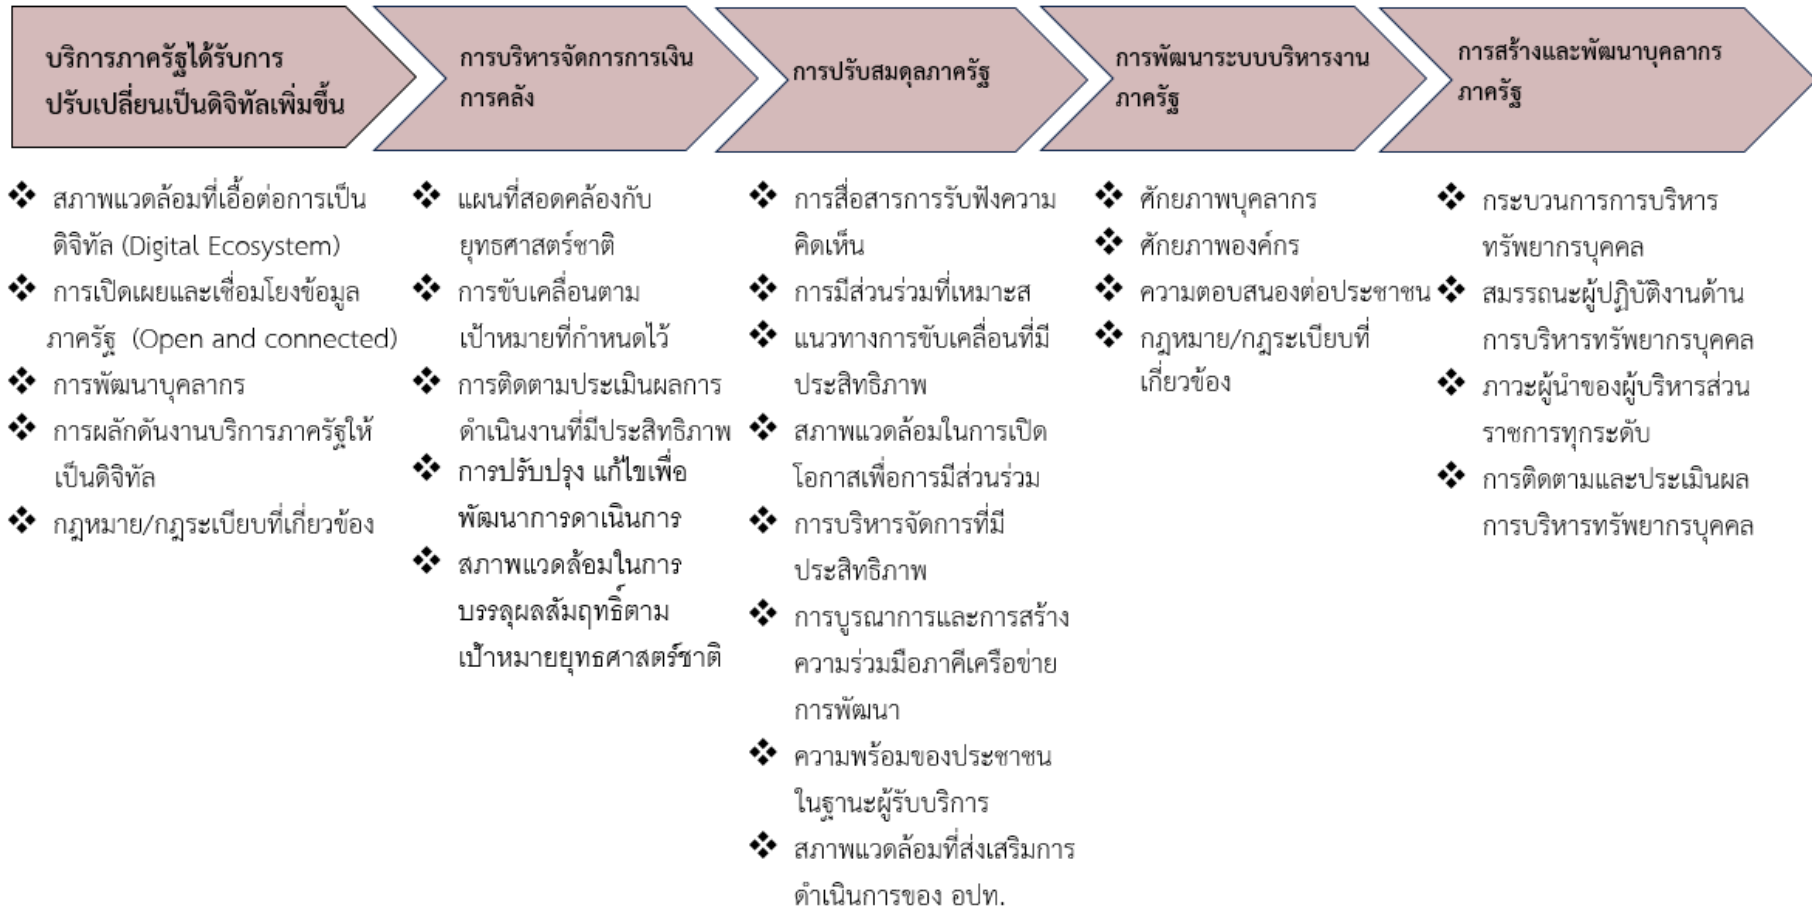 บริการภาครัฐได้รับการ
ปรับเปลี่ยนเป็นดิจิทัลเพิ่มขึ้น
การบริหารจัดการการเงิน
การคลัง
การปรับสมดุลภาครัฐ
การพัฒนาระบบบริหารงาน
ภาครัฐ
การสร้างและพัฒนาบุคลากร
ภาครัฐ
❖ สภาพแวดล้อมที่เอื้อต่อการเป็น
ดิจิทัล (Digital Ecosystem)
❖ การเปิดเผยและเชื่อมโยงข้อมูล
ภาครัฐ (Open and connected)
❖ การพัฒนาบุคลากร
❖ การผลักดันงานบริการภาครัฐให้
เป็นดิจิทัล
❖ กฎหมาย/กฎระเบียบที่เกี่ยวข้อง
❖ แผนที่สอดคล้องกับ
ยุทธศาสตร์ชาติ
❖ การขับเคลื่อนตาม
เป้าหมายที่กำหนดไว้
❖ การติดตามประเมินผลการ
ดำเนินงานที่มีประสิทธิภาพ
❖ การปรับปรุง แก้ไขเพื่อ
พัฒนาการดาเนินการ
❖ สภาพแวดล้อมในการ
บรรลุผลสัมฤทธิ์ตาม
เป้าหมายยุทธศาสตร์ชาติ
❖ การสื่อสารการรับฟังความ
คิดเห็น
❖ การมีส่วนร่วมที่เหมาะส
❖ แนวทางการขับเคลื่อนที่มี
ประสิทธิภาพ
❖ สภาพแวดล้อมในการเปิด
โอกาสเพื่อการมีส่วนร่วม
❖ การบริหารจัดการที่มี
ประสิทธิภาพ
❖ การบูรณาการและการสร้าง
ความร่วมมือภาคีเครือข่าย
การพัฒนา
❖ ความพร้อมของประชาชน
ในฐานะผู้รับบริการ
❖ สภาพแวดล้อมที่ส่งเสริมการ
ดำเนินการของ อปท.
❖ ศักยภาพบุคลากร
❖ ศักยภาพองค์กร
❖ ความตอบสนองต่อประชาชน
❖ กฎหมาย/กฎระเบียบที่
เกี่ยวข้อง
❖ กระบวนการการบริหาร
ทรัพยากรบุคคล
❖ สมรรถนะผู้ปฏิบัติงานด้าน
การบริหารทรัพยากรบุคคล
❖ ภาวะผู้นำของผู้บริหารส่วน
ราชการทุกระดับ
❖ การติดตามและประเมินผล
การบริหารทรัพยากรบุคคล